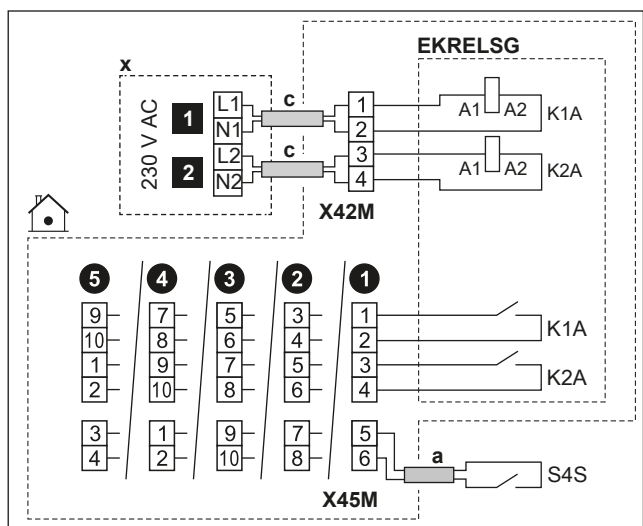 EKRELSG
x
230 V AC
1
L1
N1
c
1
2
A1
A2
K1A
2
L2
N2
c
3
4
A1
A2
K2A
X42M
5
4
3
2
1
9 7 5 3 1
10 8 6 4 2
K1A
1 9 7 5 3
2 10 8 6 4
K2A
3 1 9 7 5
4 2 10 8 6
a
S4S
X45M